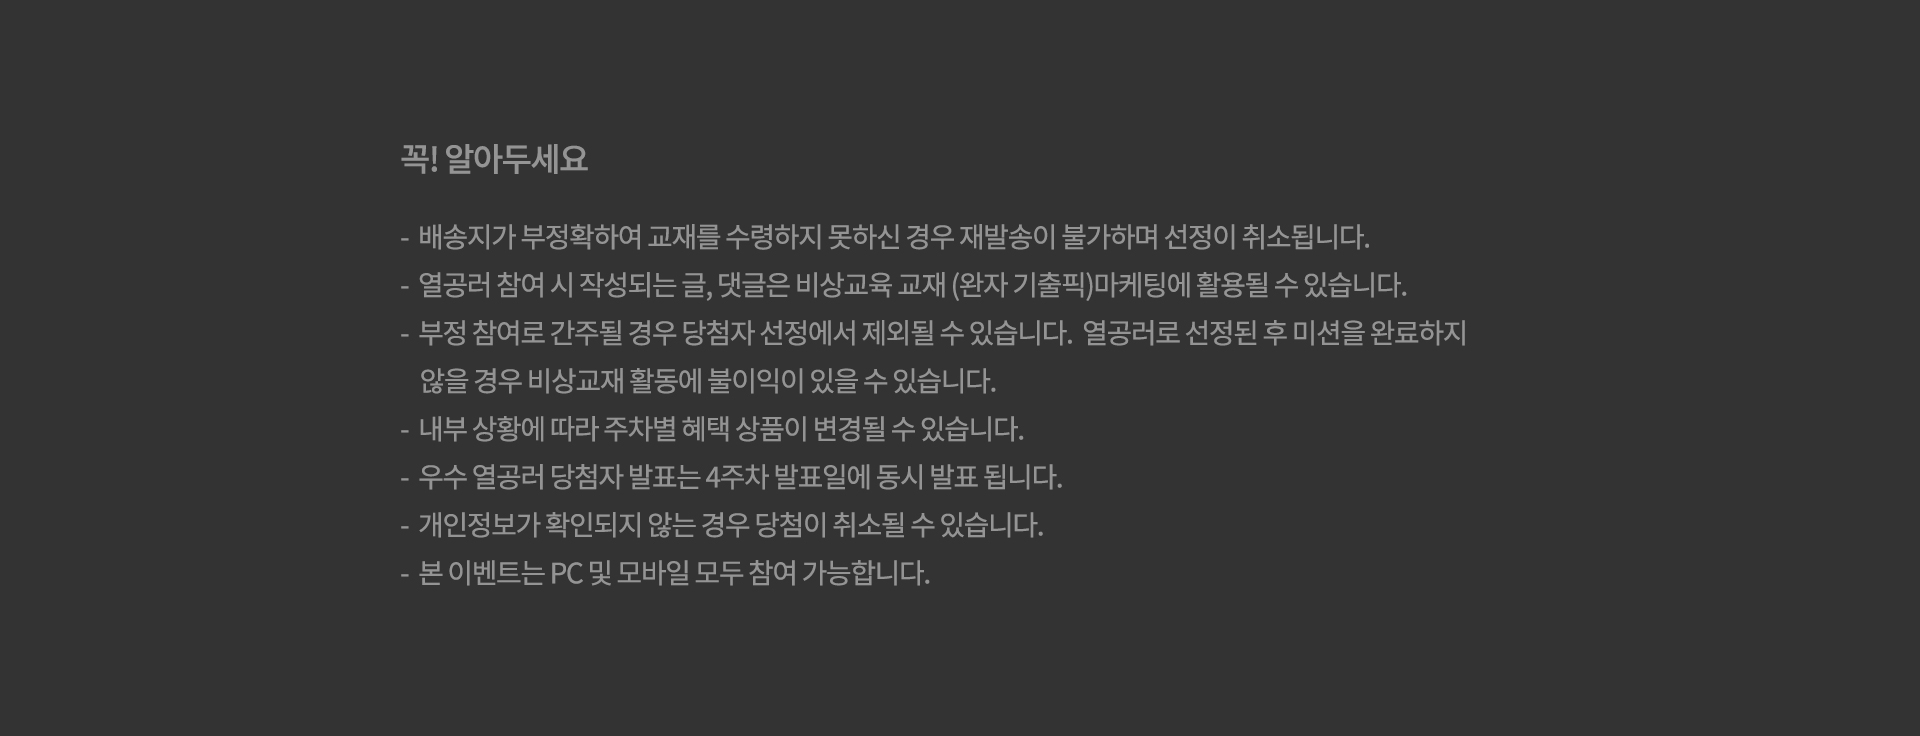 꼭! 알아두세요
- 배송지가 부정확하여 교재를 수령하지 못하신 경우 재발송이 불가하며 선정이 취소됩니다.
- 열공러 참여 시 작성되는 글, 댓글은 비상교육 교재 (완자 기출픽)마케팅에 활용될 수 있습니다.
- 부정 참여로 간주될 경우 당첨자 선정에서 제외될 수 있습니다. 열공러로 선정된 후 미션을 완료하지
않을 경우 비상교재 활동에 불이익이 있을 수 있습니다.
- 내부 상황에 따라 주차별 혜택 상품이 변경될 수 있습니다.
- 우수 열공러 당첨자 발표는 4주차 발표일에 동시 발표 됩니다.
- 개인정보가 확인되지 않는 경우 당첨이 취소될 수 있습니다.
- 본 이벤트는 PC 및 모바일 모두 참여 가능합니다.